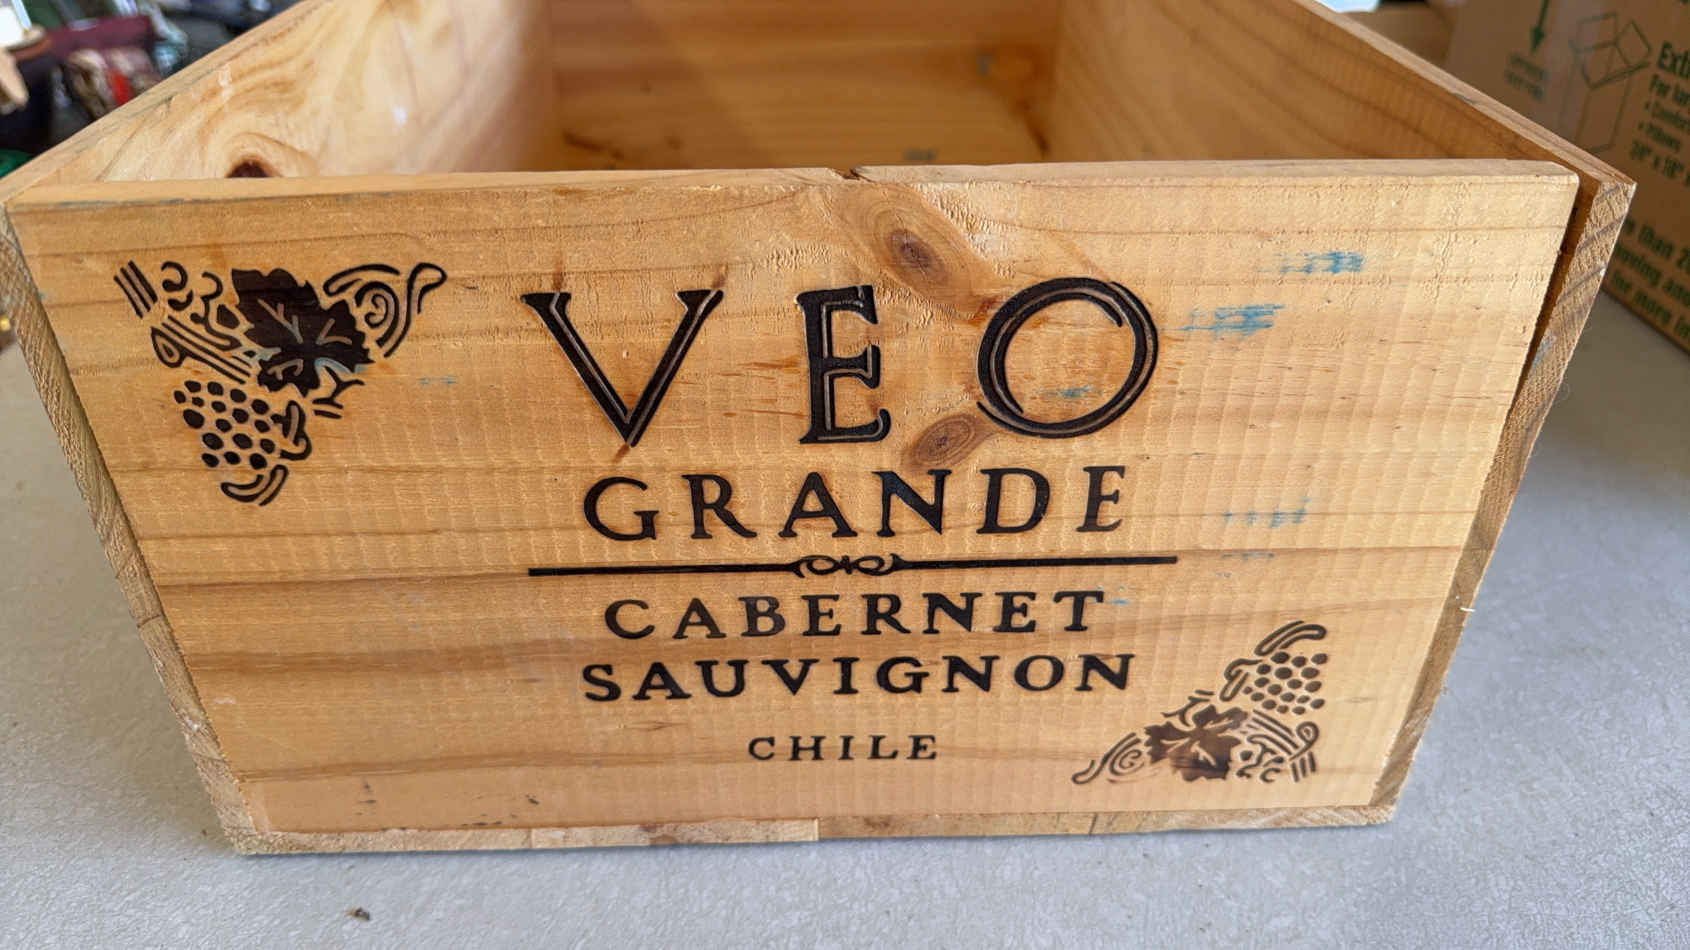 VEO
GRANDE
CABERNET
SAUVIGNON
CHILE